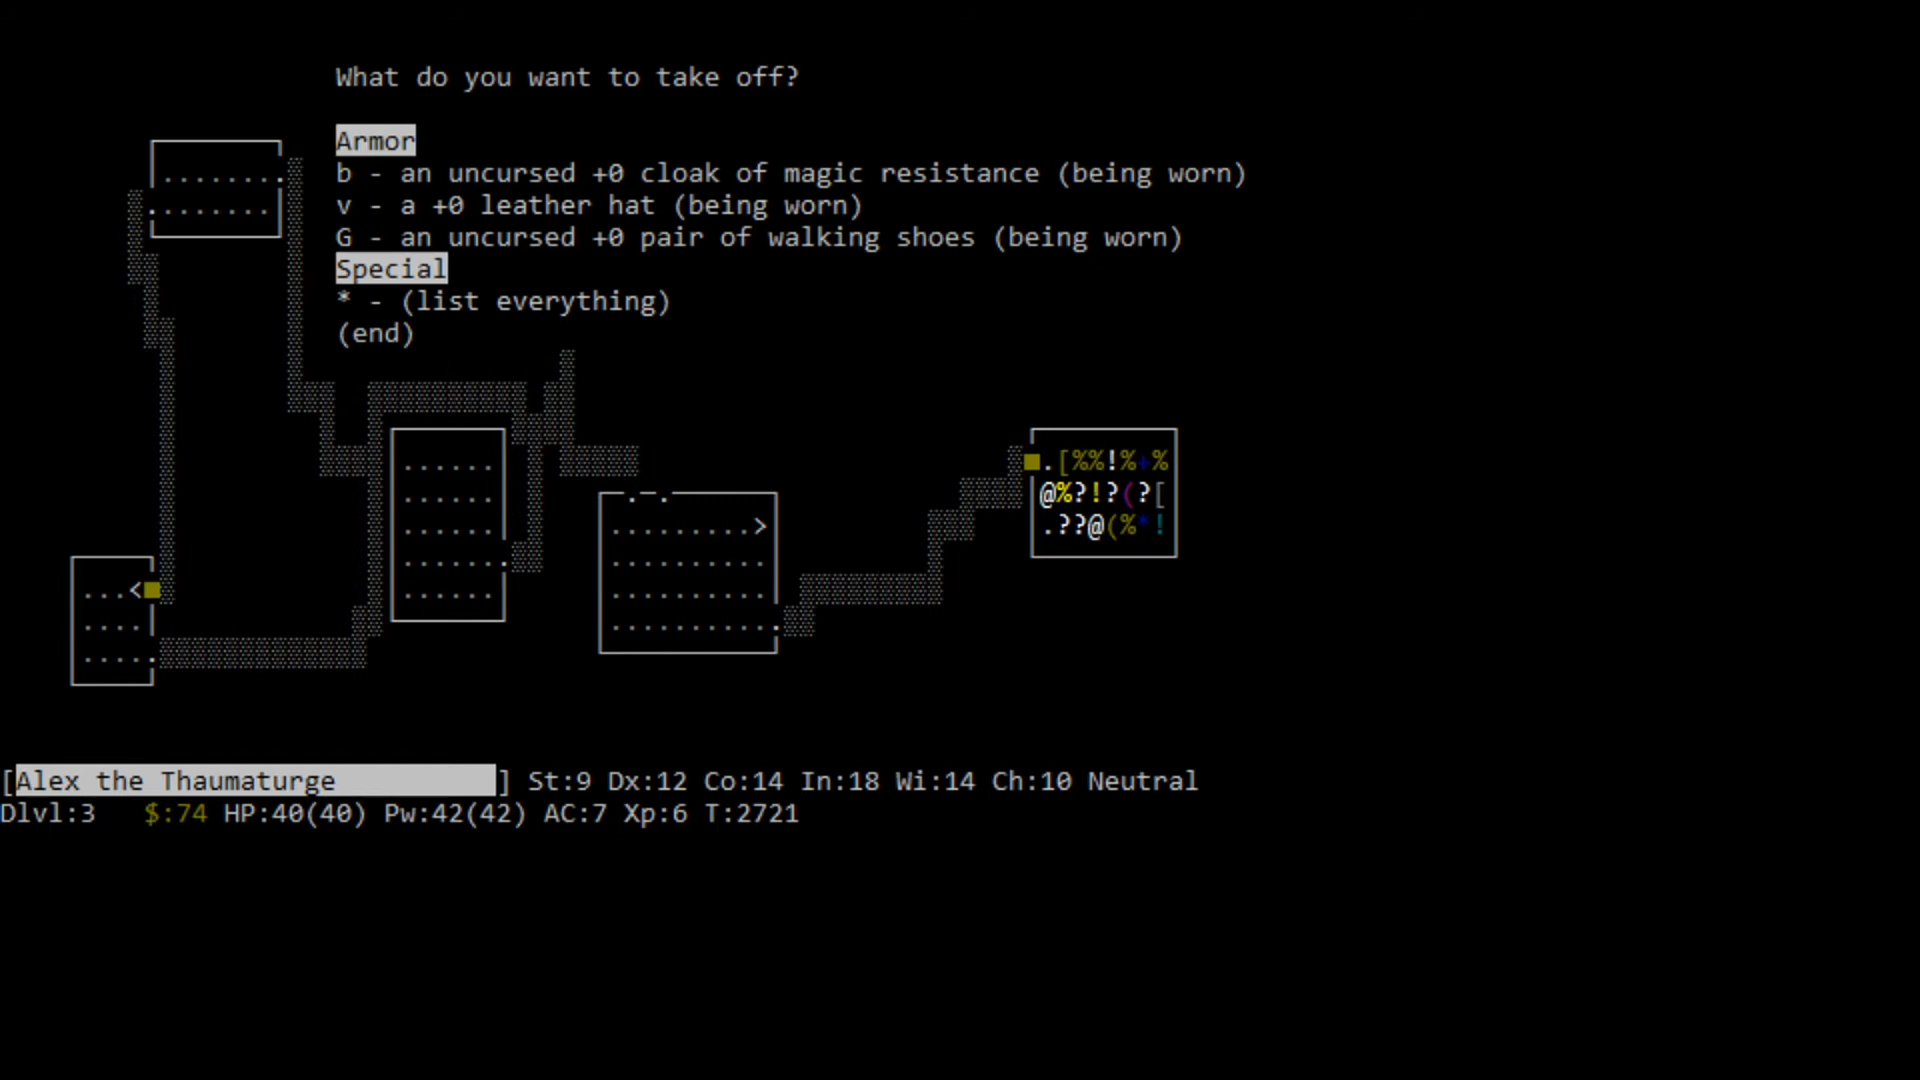 What do you want to take off?
Armor
b - an uncursed +0 cloak of magic resistance (being worn)
v - a +0 leather hat (being worn)
G - an uncursed +0 pair of walking shoes (being worn)
Special
* - (list everything)
(end)
.[%%!%+%
@%?!?(?[
.??@(%*!
[Alex the Thaumaturge] St:9 Dx:12 Co:14 In:18 Wi:14 Ch:10 Neutral
Dlvl:3 $:74 HP:40(40) Pw:42(42) AC:7 Xp:6 T:2721